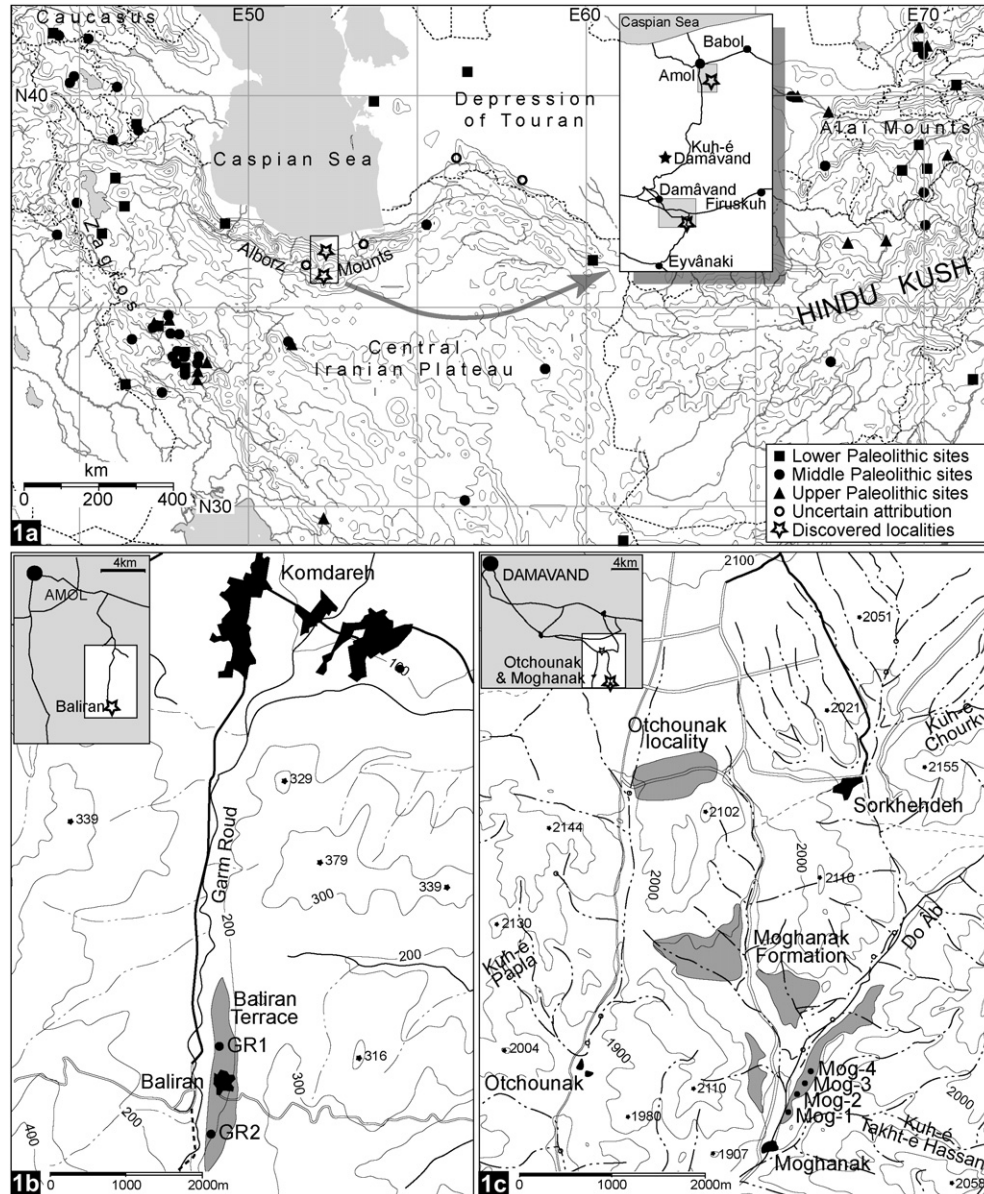 Caucasus
E50
E60
E70
N40
Caspian Sea
Depression
of Touran
Caspian Sea
Babol
Amol
Kuh-é
Damâvand
Damâvand
Firuskuh
Eyvânaki
Alaï Mounts
Zagros
Alborz
Mounts
HINDU KUSH
Central
Iranian Plateau
km
0 200 400
N30
Lower Paleolithic sites
Middle Paleolithic sites
Upper Paleolithic sites
Uncertain attribution
Discovered localities
1a
4km
AMOL
Baliran
Komdareh
100
329
339
379
339
300
Garm Roud
200
200
Baliran
Terrace
GR1
316
Baliran
300
200
GR2
400
0 1000 2000m
1b
4km
DAMAVAND
Otchounak
& Moghanak
2100
2051
2021
Kuh-é
Chourky
2155
Otchounak
locality
Sorkhehdeh
2102
2144
2000
2000
2110
2130
Kuh-é
Papla
Moghanak
Formation
Do Âb
2004
1900
Otchounak
2110
Mog-4
Mog-3
Mog-2
Mog-1
2000
1980
Kuh-é
Takht-é Hassan
1907
Moghanak
2058
0 1000 2000m
1c